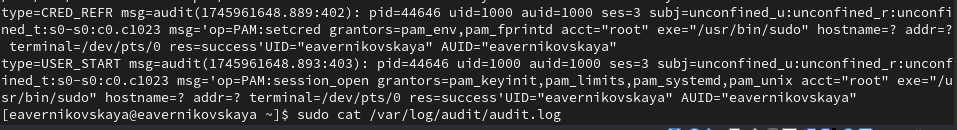 type=CRED_REFR msg=audit(1745961648.889:402): pid=44646 uid=1000 auid=1000 ses=3 subj=unconfined_u:unconfined_r:unconfi
ned_t:s0-s0:c0.c1023 msg='op=PAM:setcred grantors=pam_env,pam_fprintd acct="root" exe="/usr/bin/sudo" hostname=? addr=?
 terminal=/dev/pts/0 res=success'UID="eavernikovskaya" AUID="eavernikovskaya"
type=USER_START msg=audit(1745961648.893:403): pid=44646 uid=1000 auid=1000 ses=3 subj=unconfined_u:unconfined_r:unconf
ined_t:s0-s0:c0.c1023 msg='op=PAM:session_open grantors=pam_keyinit,pam_limits,pam_systemd,pam_unix acct="root" exe="/u
sr/bin/sudo" hostname=? addr=? terminal=/dev/pts/0 res=success'UID="eavernikovskaya" AUID="eavernikovskaya"
[eavernikovskaya@eavernikovskaya ~]$ sudo cat /var/log/audit/audit.log